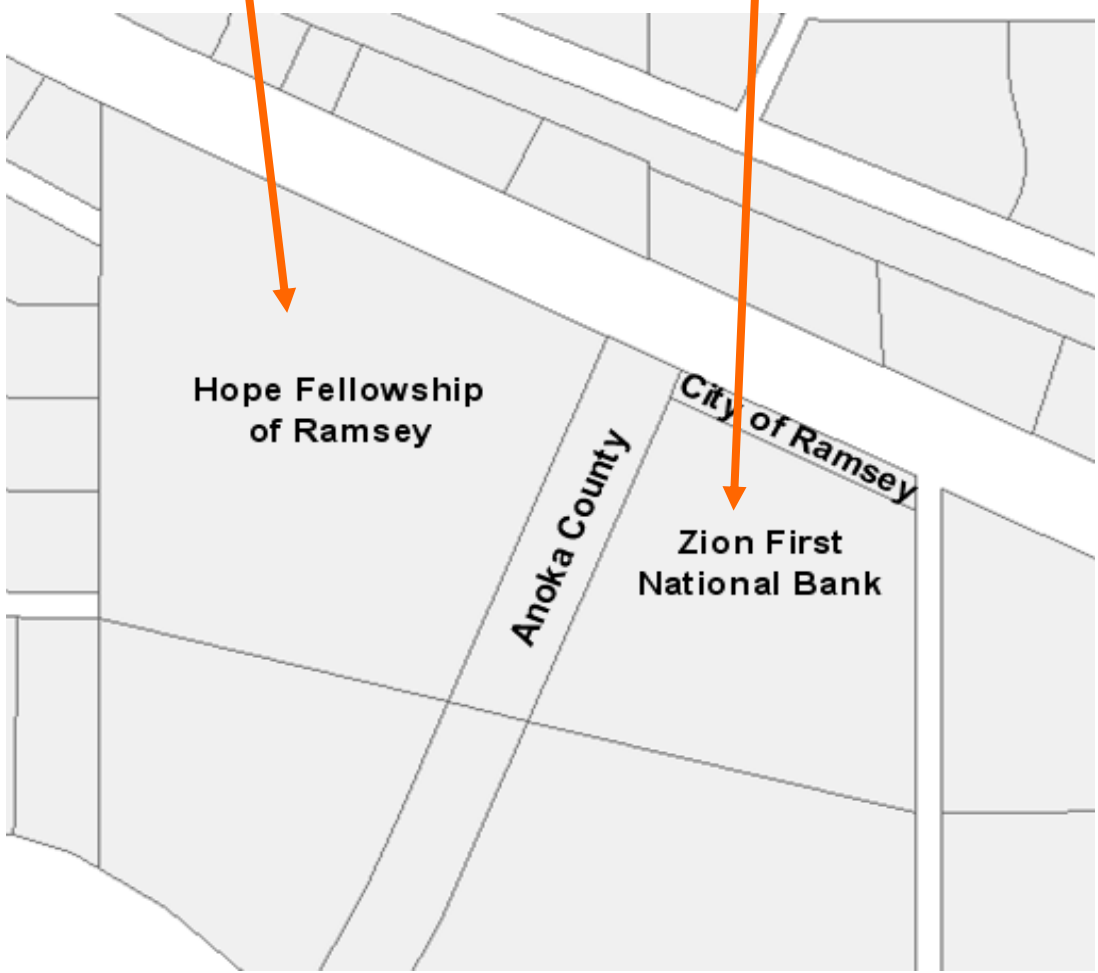 Hope Fellowship
of Ramsey
Anoka County
City of Ramsey
Zion First
National Bank